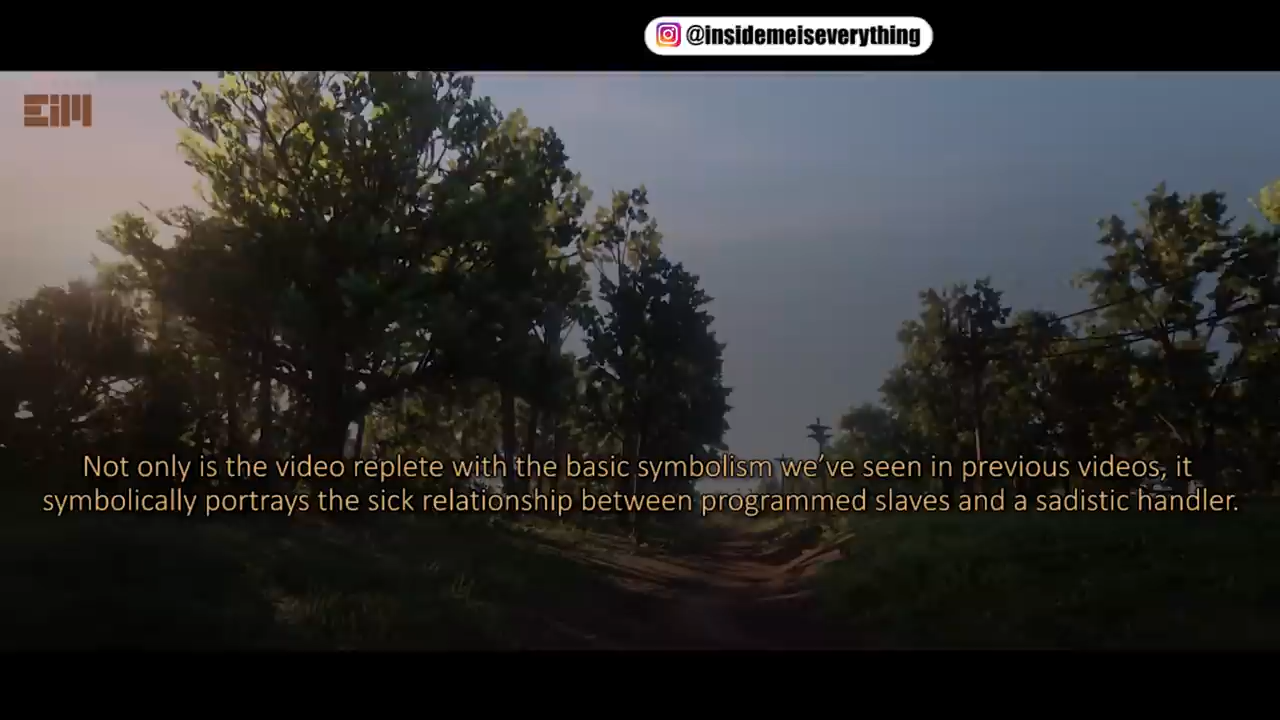 @insidemeiseverything
EiM
Not only is the video replete with the basic symbolism we've seen in previous videos, it
symbolically portrays the sick relationship between programmed slaves and a sadistic handler.